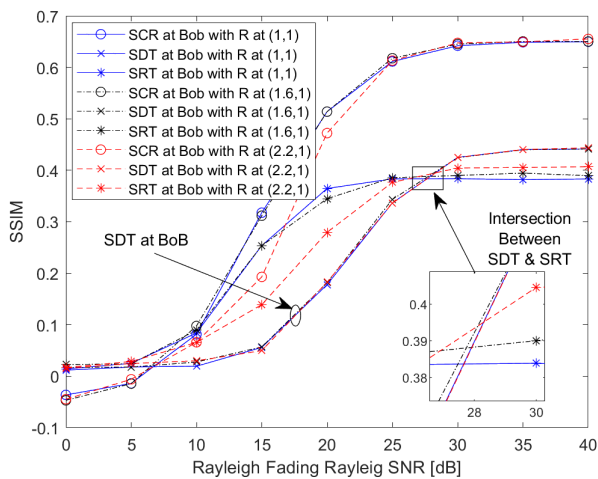 0.7
0.6
0.5
0.4
0.3
0.2
0.1
0
-0.1
SSIM
SCR at Bob with R at (1,1)
SDT at Bob with R at (1,1)
SRT at Bob with R at (1,1)
SCR at Bob with R at (1.6,1)
SDT at Bob with R at (1.6,1)
SRT at Bob with R at (1.6,1)
SCR at Bob with R at (2.2,1)
SDT at Bob with R at (2.2,1)
SRT at Bob with R at (2.2,1)
SDT at BoB
Intersection
Between
SDT & SRT
0.4
0.39
0.38
28 30
0 5 10 15 20 25 30 35 40
Rayleigh Fading Rayleig SNR [dB]